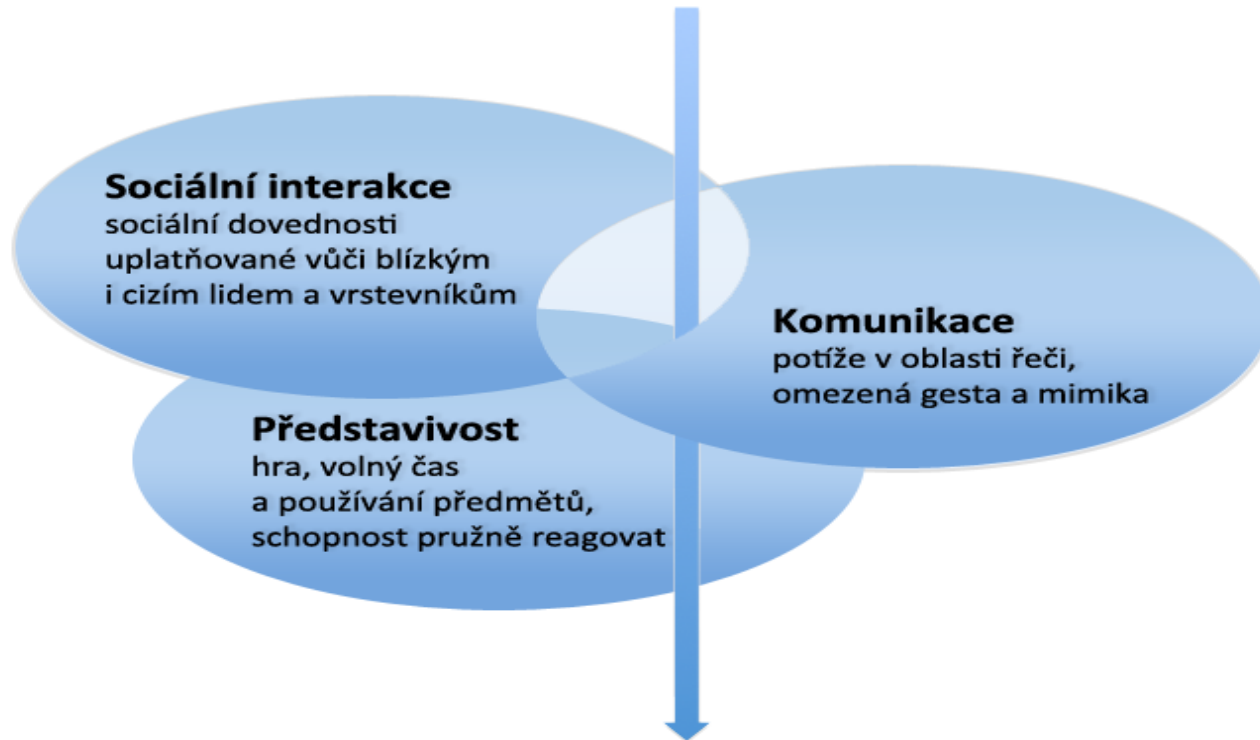 Sociální interakce
sociální dovednosti
uplatňované vůči blízkým
i cizím lidem a vrstevníkům
Komunikace
potíže v oblasti řeči,
omezená gesta a mimika
Představivost
hra, volný čas
a používání předmětů,
schopnost pružně reagovat